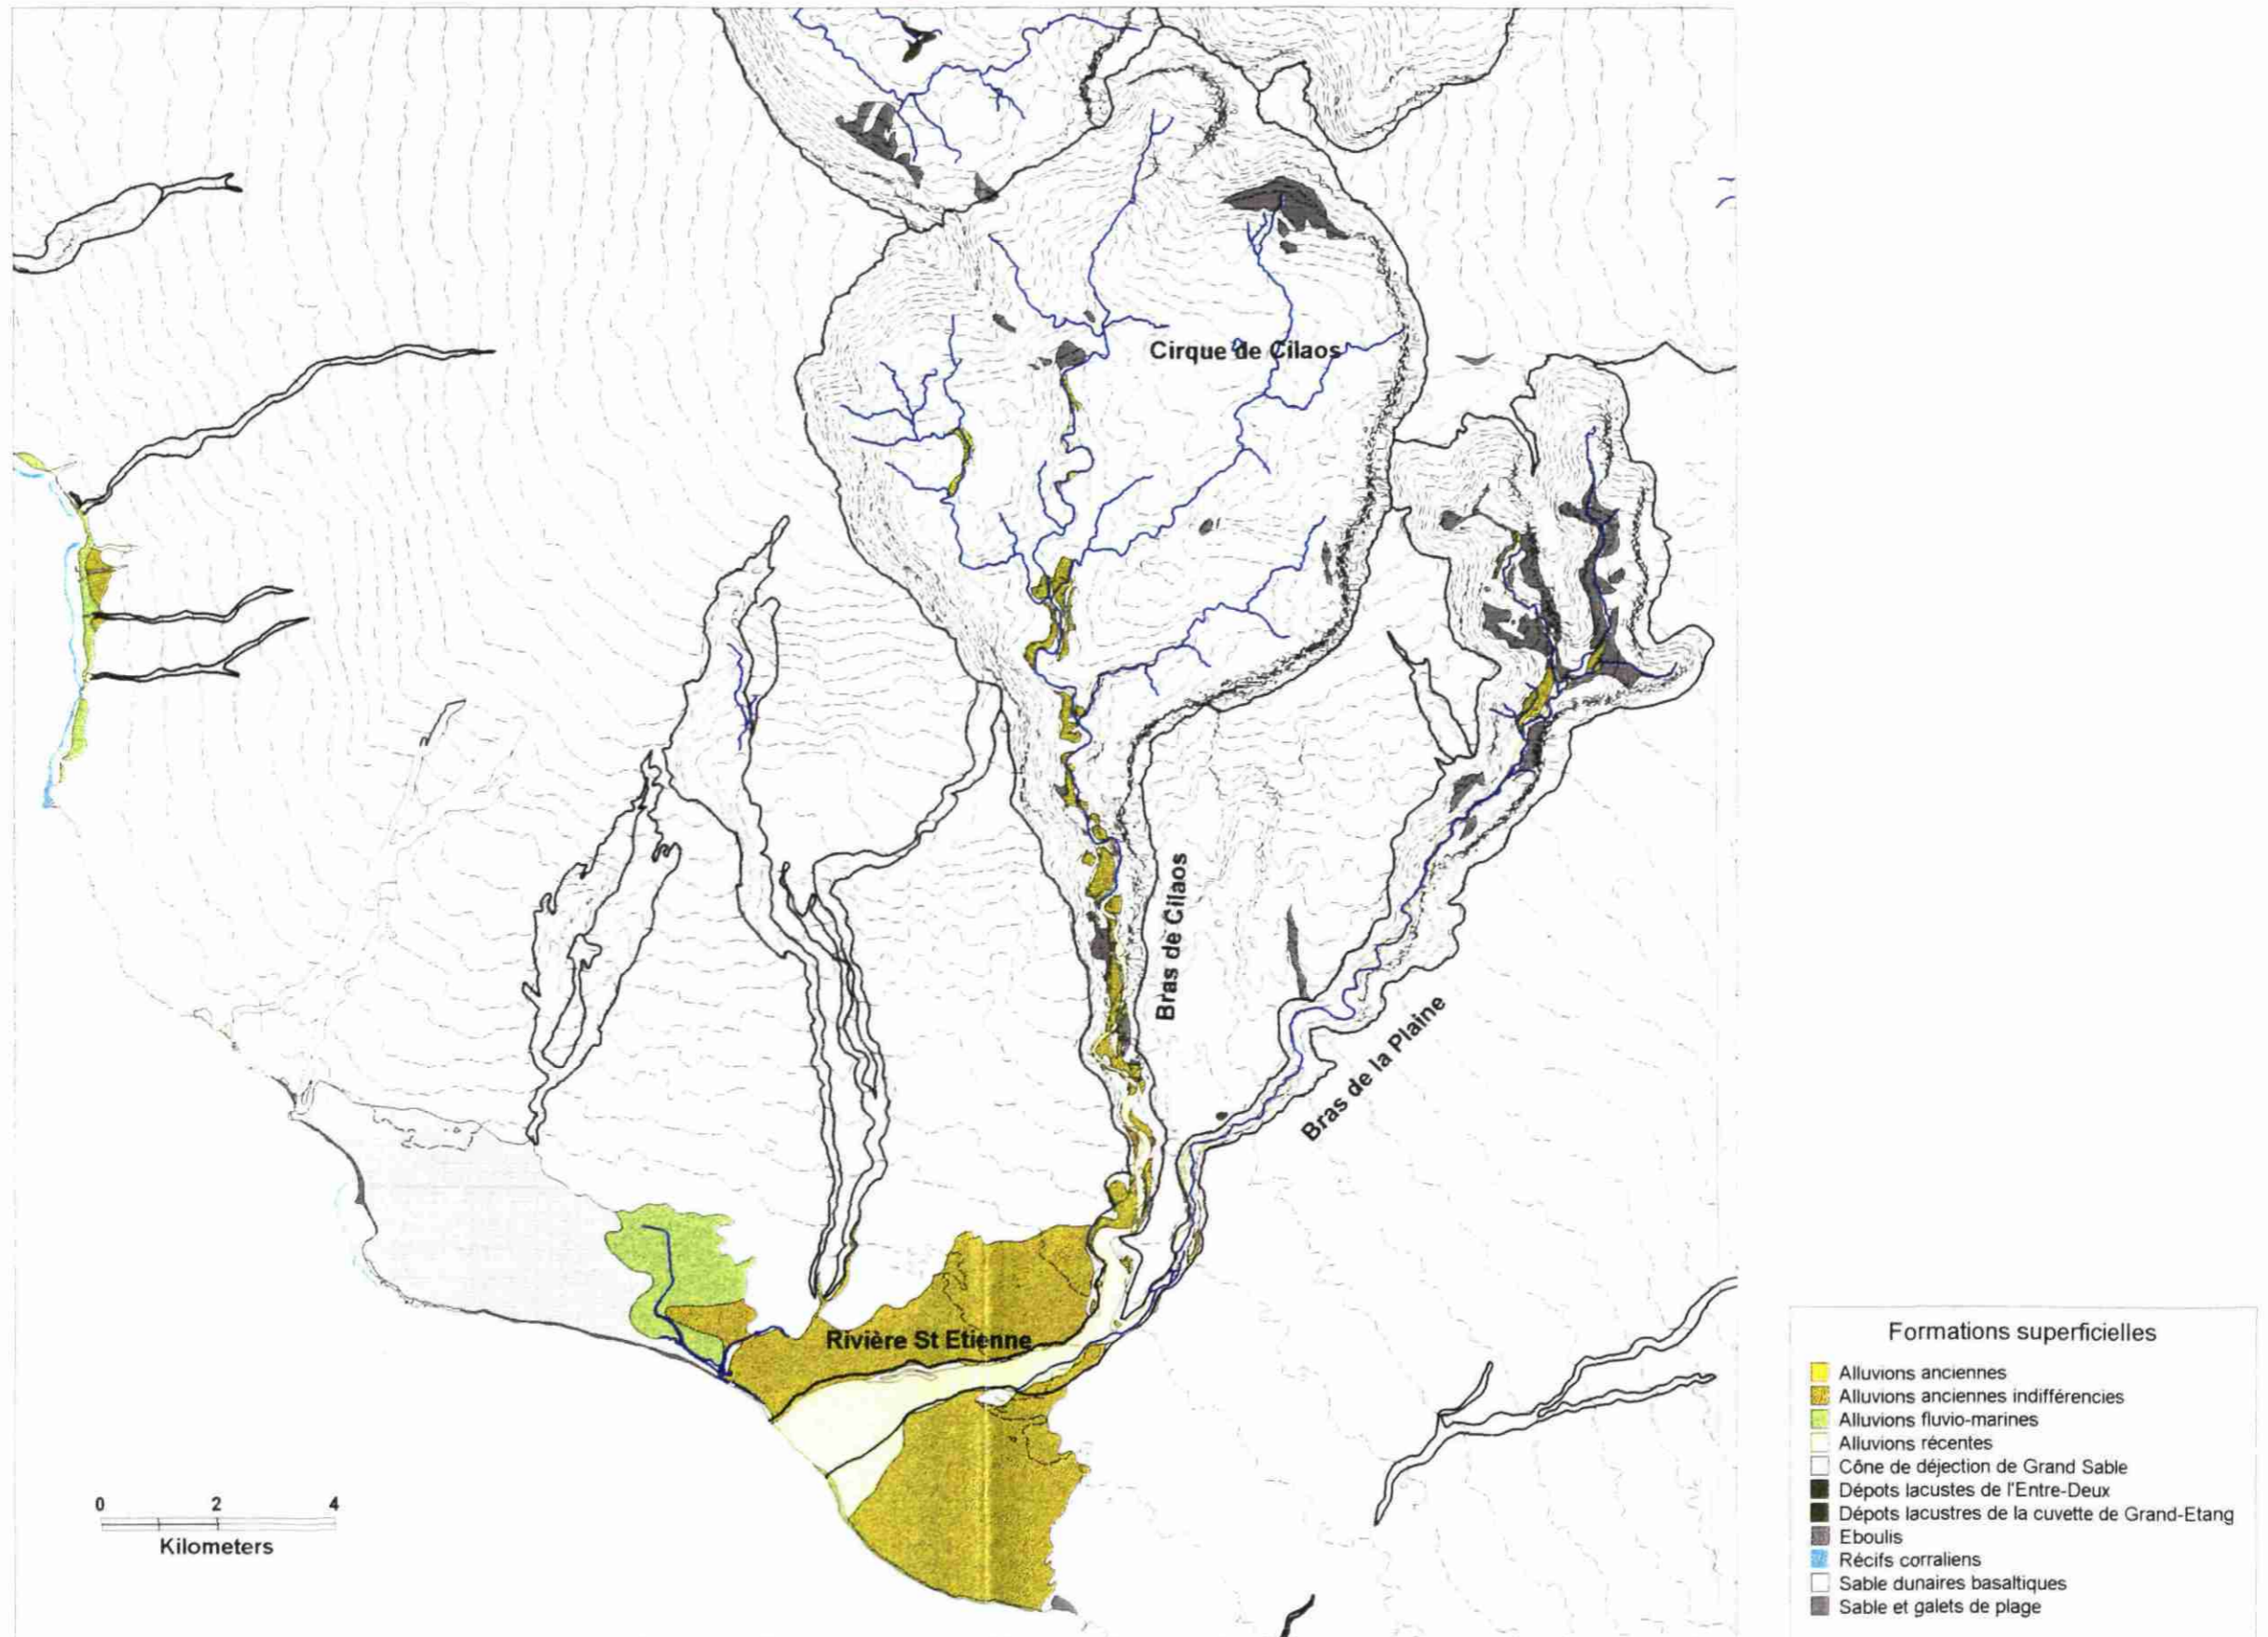 Cirque de Cilaos
Bras de Cilaos
Bras de la Plaine
Rivière St Etienne
0 2 4
Kilometers
Formations superficielles
Alluvions anciennes
Alluvions anciennes indifférencies
Alluvions fluvio-marines
Alluvions récentes
Cône de déjection de Grand Sable
Dépots lacustes de l'Entre-Deux
Dépots lacustres de la cuvette de Grand-Etang
Eboulis
Récifs corraliens
Sable dunaires basaltiques
Sable et galets de plage